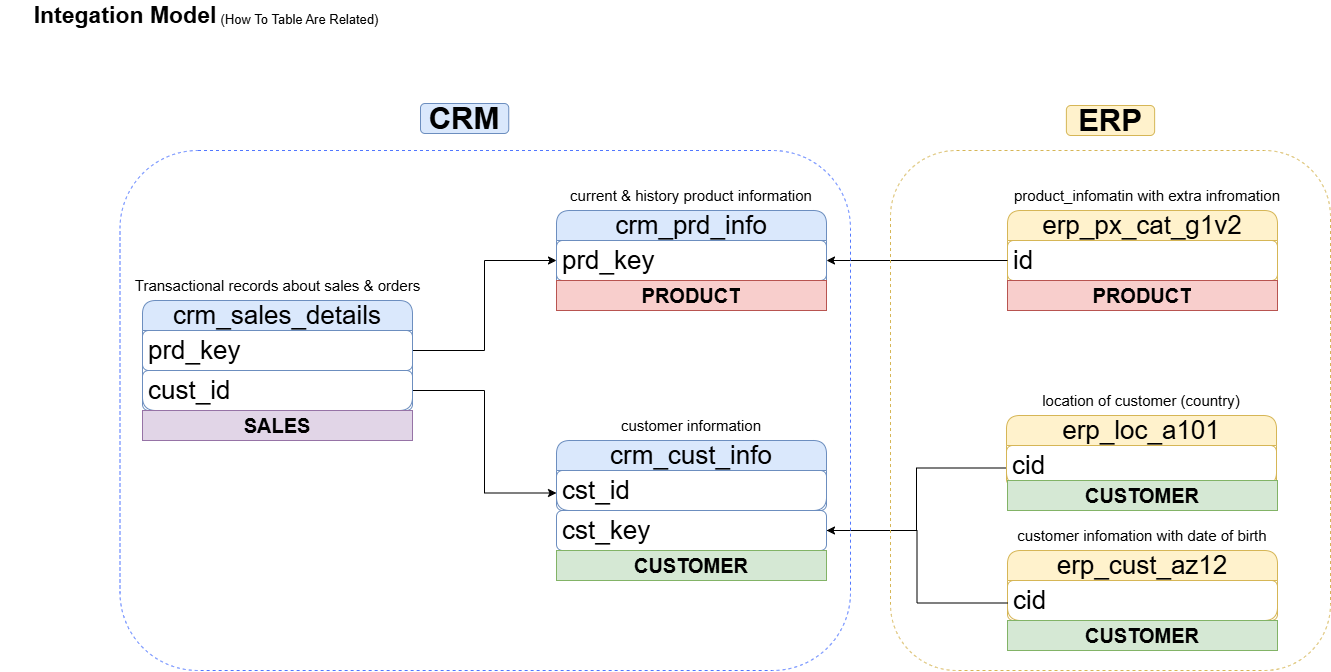 Integation Model (How To Table Are Related)
CRM
ERP
current & history product information
crm_prd_info
prd_key
PRODUCT
product_infomatin with extra infromation
erp_px_cat_g1v2
id
PRODUCT
Transactional records about sales & orders
crm_sales_details
prd_key
cust_id
SALES
customer information
crm_cust_info
cst_id
cst_key
CUSTOMER
location of customer (country)
erp_loc_a101
cid
CUSTOMER
customer infomation with date of birth
erp_cust_az12
cid
CUSTOMER